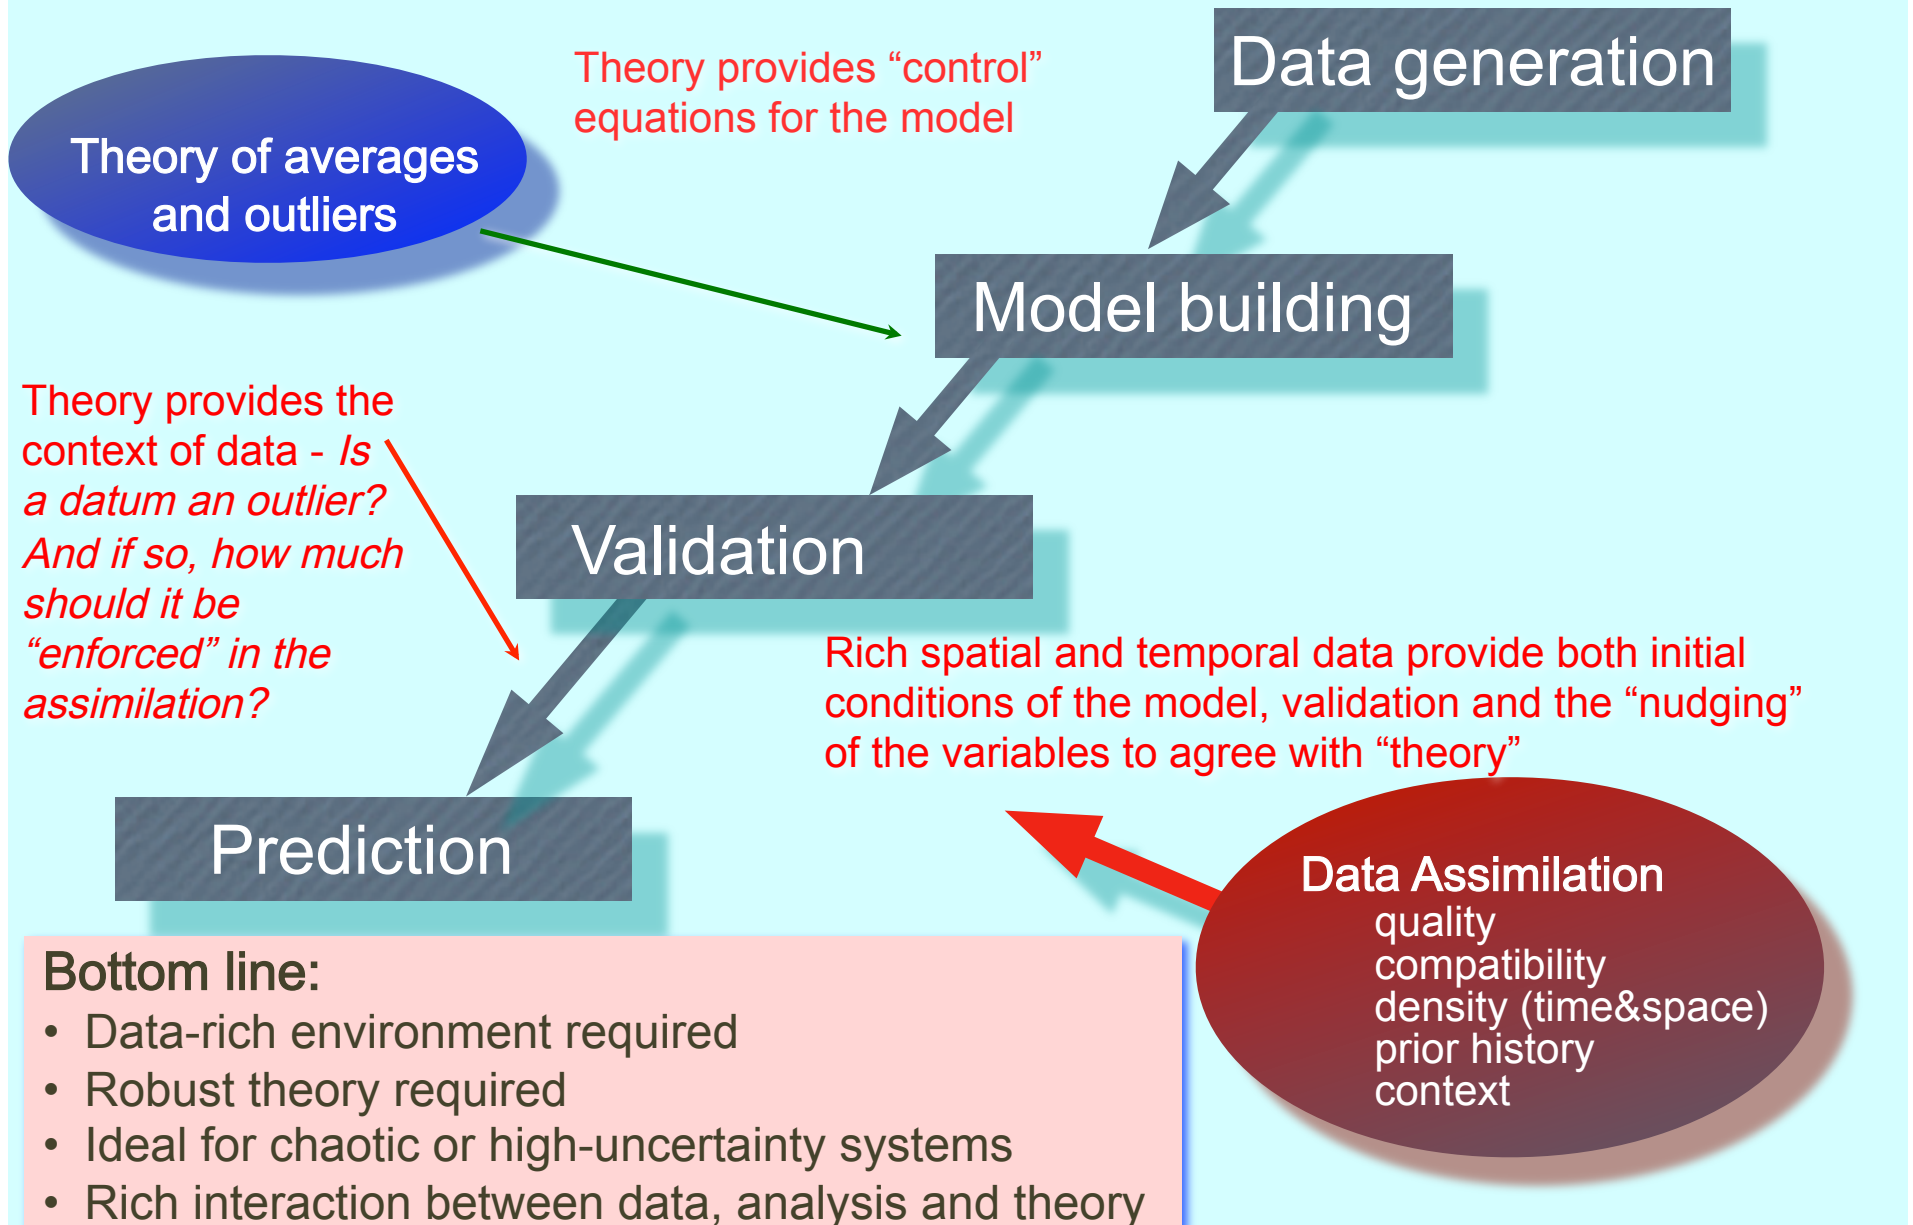 Data generation
Theory provides “control”
equations for the model
Theory of averages
and outliers
Model building
Theory provides the
context of data - Is
a datum an outlier?
And if so, how much
should it be
“enforced” in the
assimilation?
Validation
Rich spatial and temporal data provide both initial
conditions of the model, validation and the “nudging”
of the variables to agree with “theory”
Prediction
Data Assimilation
quality
compatibility
density (time&space)
prior history
context
Bottom line:
• Data-rich environment required
• Robust theory required
• Ideal for chaotic or high-uncertainty systems
• Rich interaction between data, analysis and theory